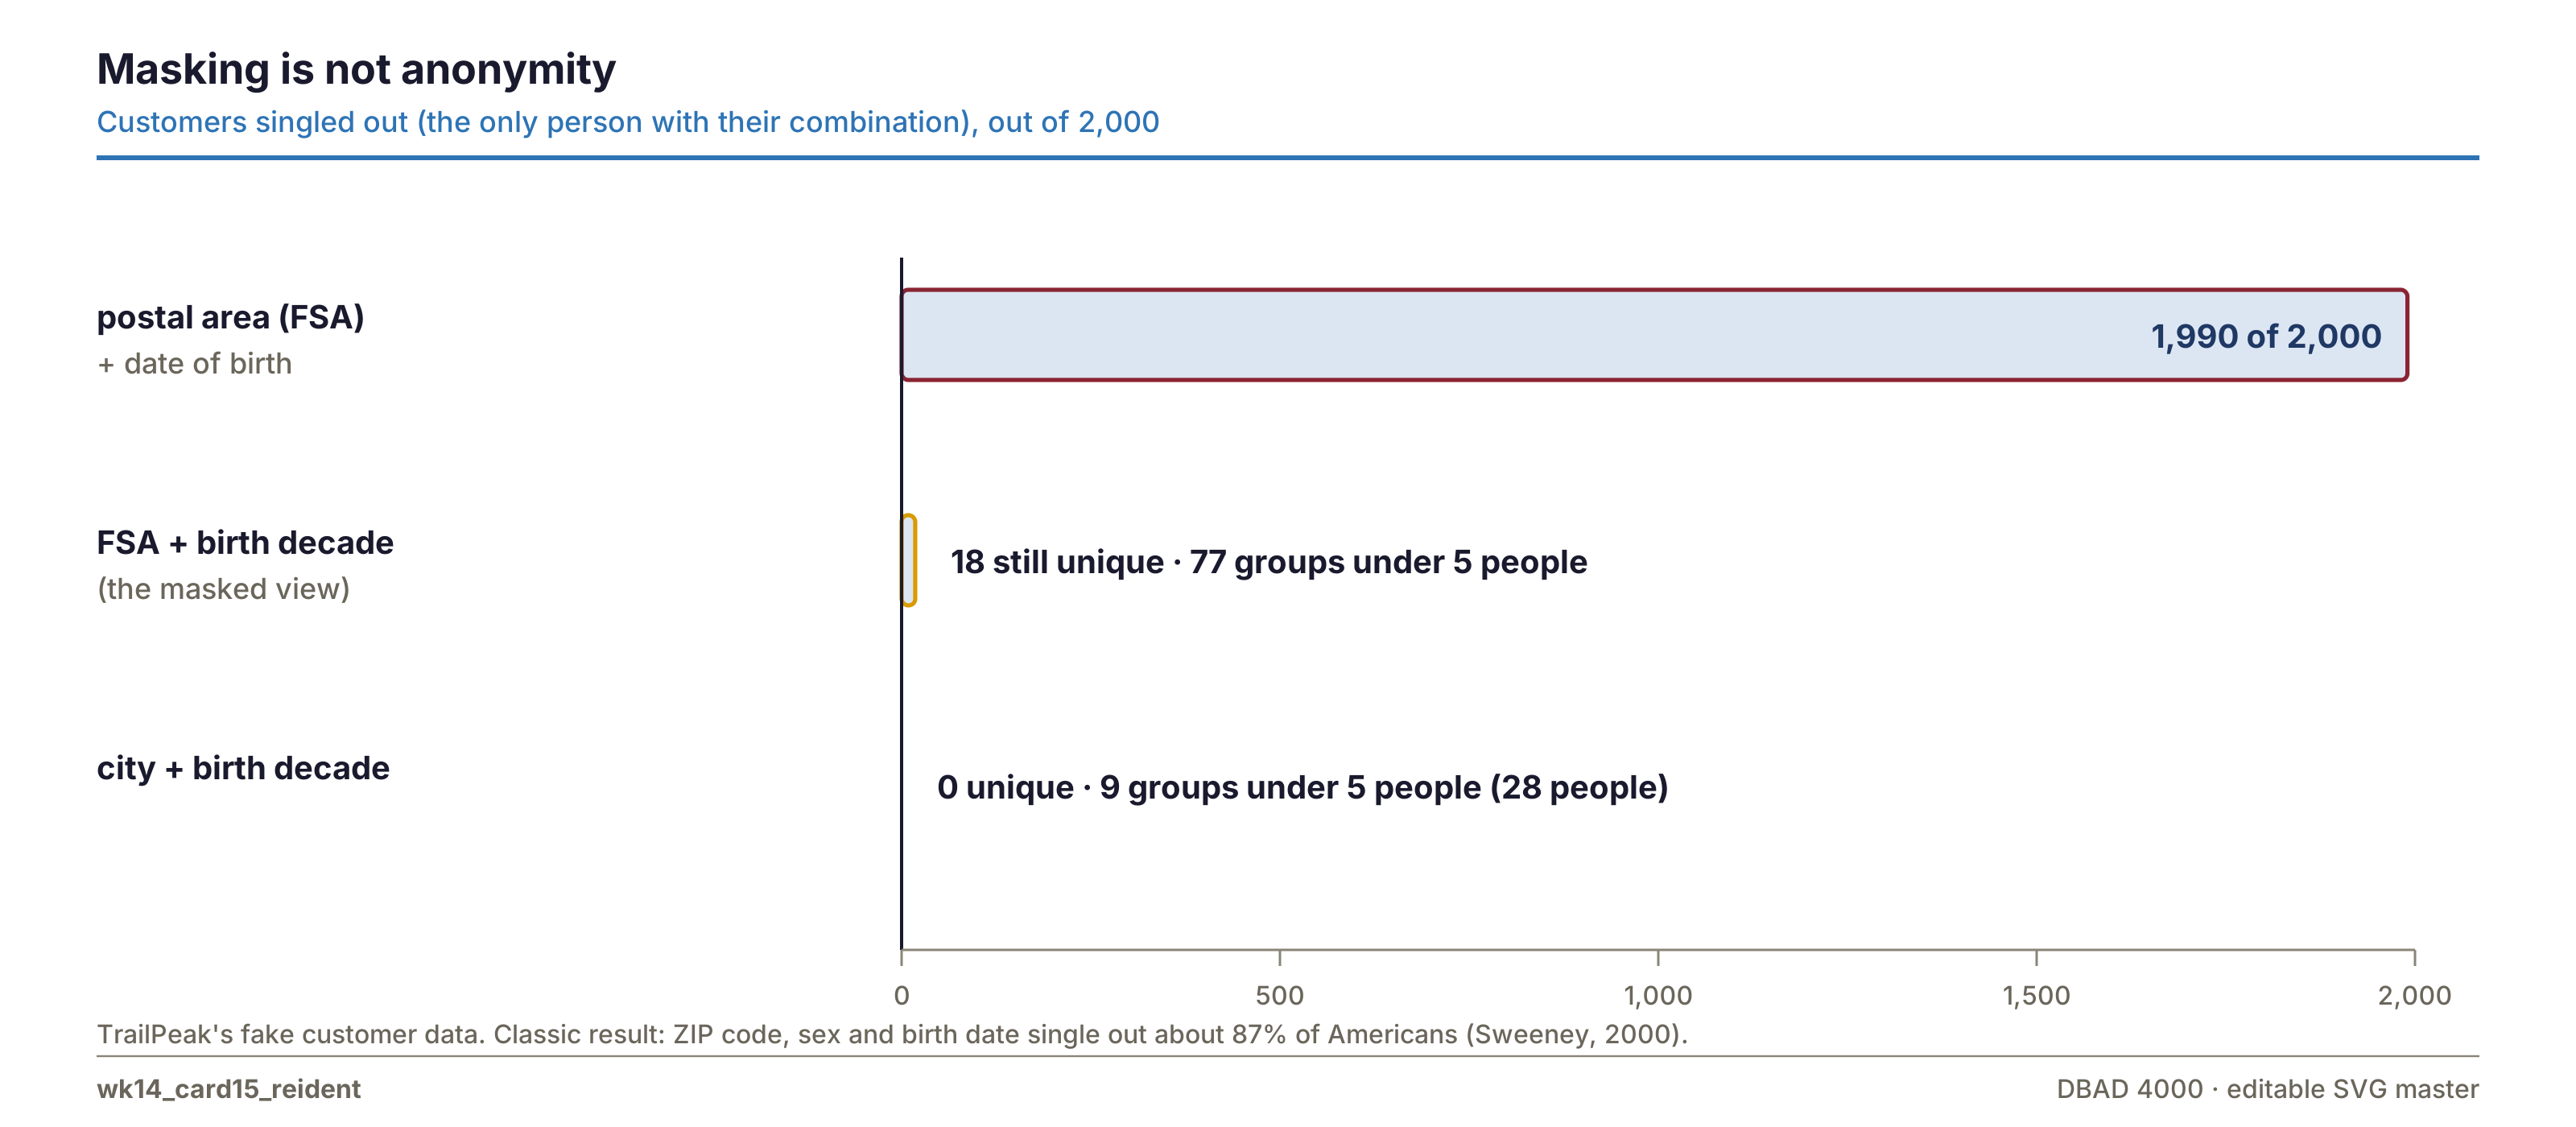 Masking is not anonymity
Customers singled out (the only person with their combination), out of 2,000
postal area (FSA)
+ date of birth
1,990 of 2,000
FSA + birth decade
(the masked view)
18 still unique · 77 groups under 5 people
city + birth decade
0 unique · 9 groups under 5 people (28 people)
0 500 1,000 1,500 2,000
TrailPeak's fake customer data. Classic result: ZIP code, sex and birth date single out about 87% of Americans (Sweeney, 2000).
wk14_card15_reident
DBAD 4000 · editable SVG master